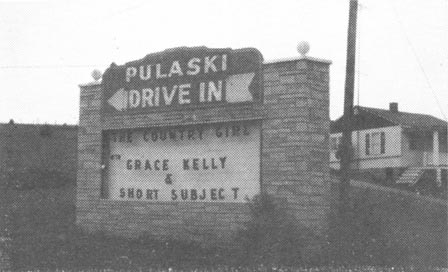 PULASKI
DRIVE IN
THE COUNTRY GIRL
GRACE KELLY
&
SHORT SUBJECT